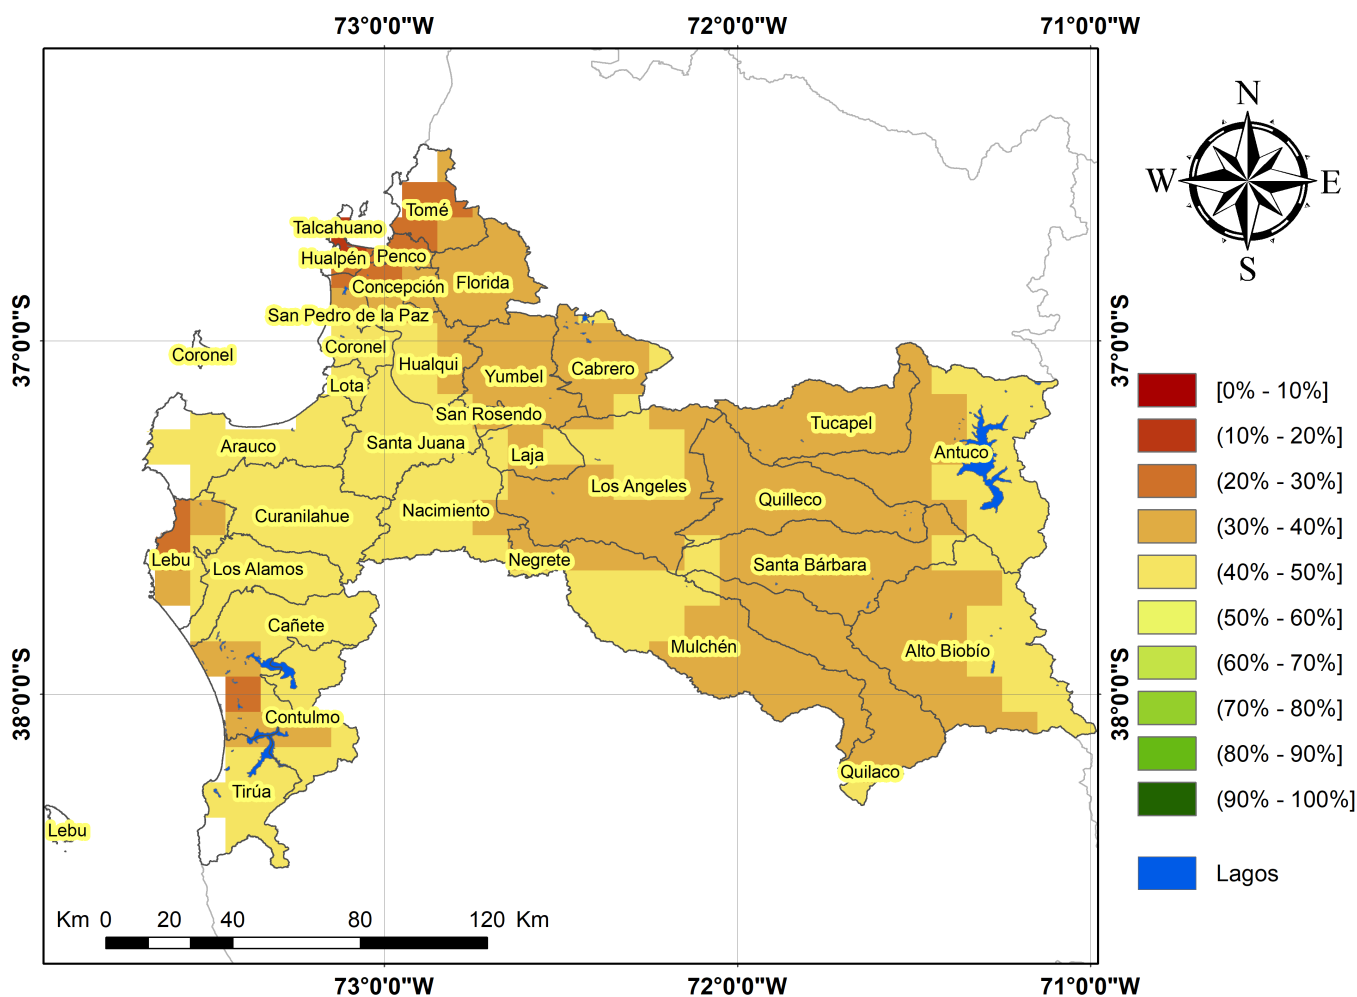 73°0'0"W 72°0'0"W 71°0'0"W
N
W E
S
Tomé
Talcahuano
Hualpén Penco
Concepción Florida
San Pedro de la Paz
37°0'0"S
37°0'0"S
Coronel
Coronel
Hualqui
Cabrero
Yumbel
Lota
San Rosendo
Tucapel
Arauco
Santa Juana
Laja
Antuco
Los Angeles
Quilleco
Curanilahue
Nacimiento
Lebu
Los Alamos
Negrete
Santa Bárbara
Cañete
Mulchén
Alto Biobío
38°0'0"S
38°0'0"S
Contulmo
Quilaco
Tirúa
Lebu
[0% - 10%]
(10% - 20%]
(20% - 30%]
(30% - 40%]
(40% - 50%]
(50% - 60%]
(60% - 70%]
(70% - 80%]
(80% - 90%]
(90% - 100%]
Lagos
Km 0 20 40 80 120 Km
73°0'0"W 72°0'0"W 71°0'0"W